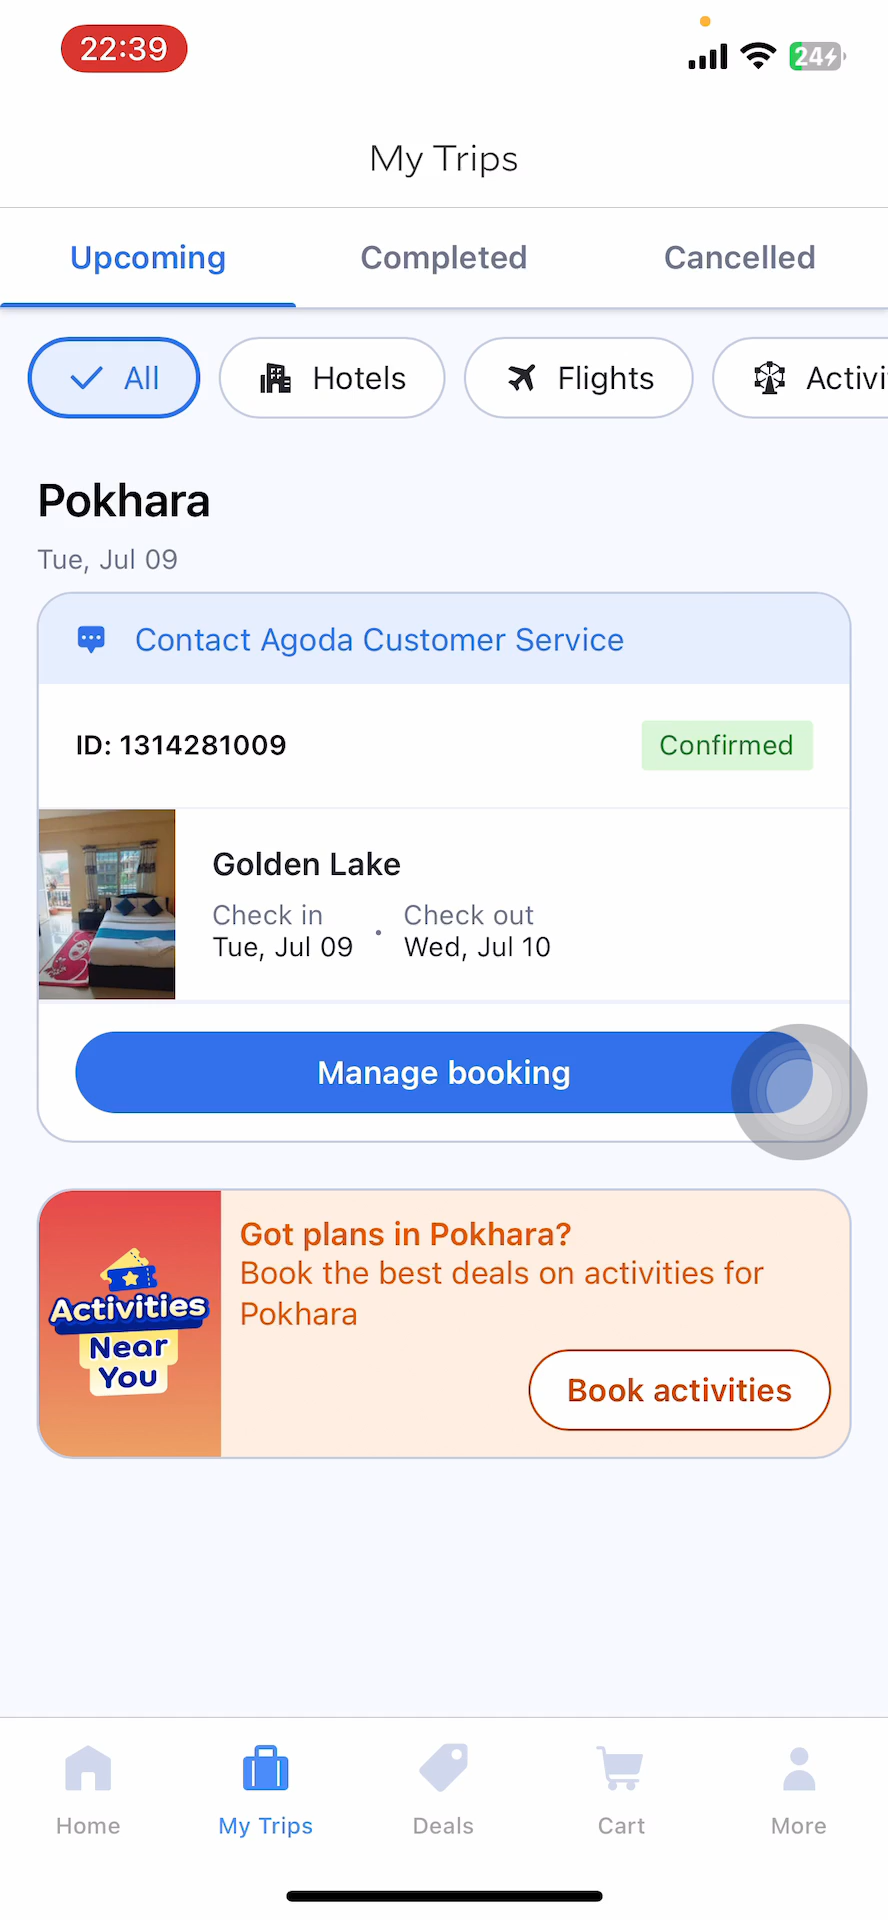 22:39
24
My Trips
Upcoming
Completed
Cancelled
All
Hotels
Flights
Activi
Pokhara
Tue, Jul 09
Contact Agoda Customer Service
ID: 1314281009
Confirmed
Golden Lake
Check in
Check out
Tue, Jul 09
·
Wed, Jul 10
Manage booking
Activities
Near
You
Got plans in Pokhara?
Book the best deals on activities for
Pokhara
Book activities
Home
My Trips
Deals
Cart
More